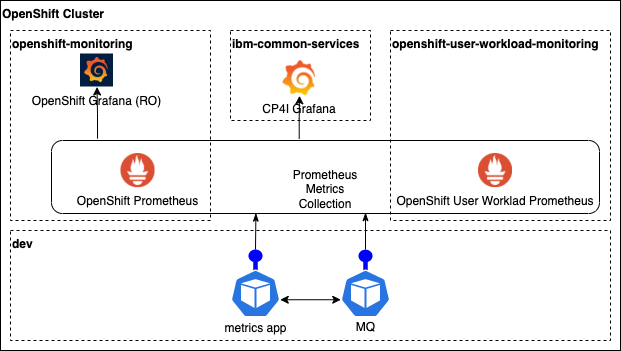 OpenShift Cluster
openshift-monitoring
ibm-common-services
openshift-user-workload-monitoring
OpenShift Grafana (RO)
CP4I Grafana
Prometheus
Metrics
Collection
OpenShift Prometheus
OpenShift User Worklad Prometheus
dev
metrics app
MQ